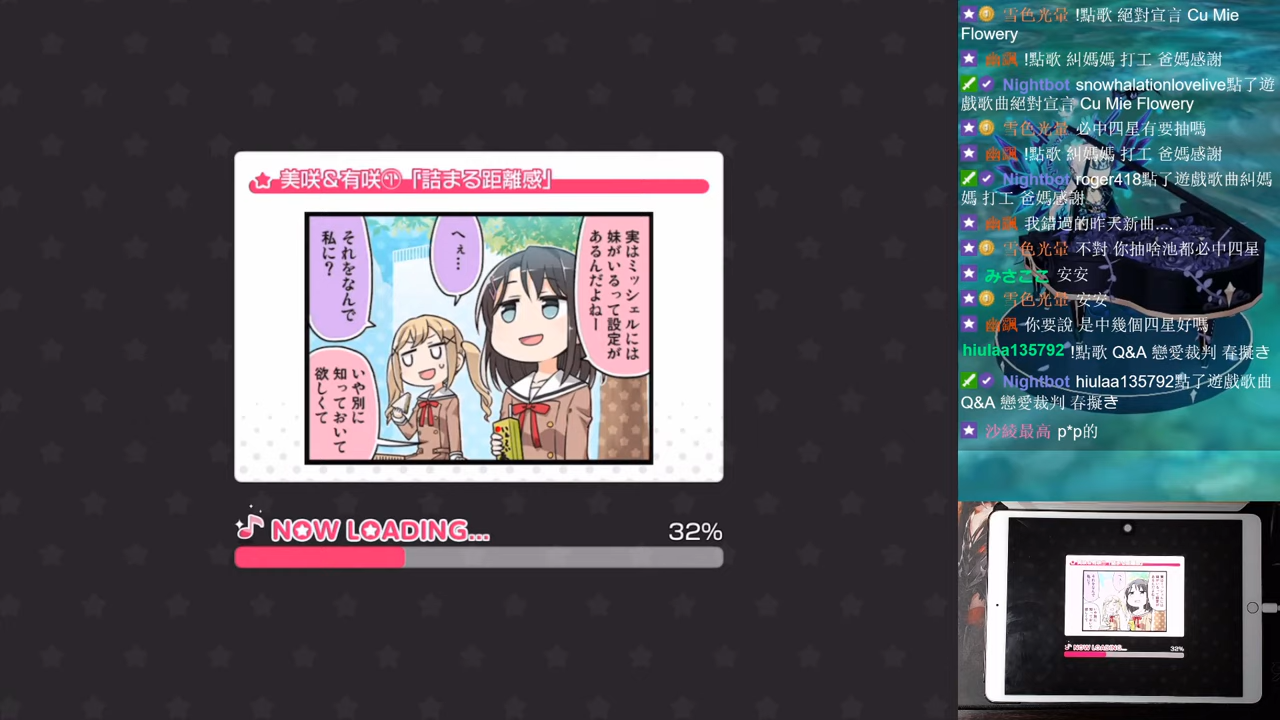 美咲＆有咲①「詰まる距離感」
実はミッシェルには
妹がいるって設定が
あるんだよねー
へぇ…
それをなんで
私に？
いや別に
知っておいて
欲しくて
NOW LOADING...
32%
雪色光暈 !點歌 絕對宣言 Cu Mie
Flowery
幽飄 !點歌 糾媽媽 打工 爸媽感謝
Nightbot snowhalationlovelive點了遊
戲歌曲絕對宣言 Cu Mie Flowery
雪色光暈 必中四星有要抽嗎
幽飄 !點歌 糾媽媽 打工 爸媽感謝
Nightbot roger418點了遊戲歌曲糾媽
媽 打工 爸媽感謝
幽飄 我錯過的昨天新曲....
雪色光暈 不對 你抽啥池都必中四星
みさここ 安安
雪色光暈 安安
幽飄 你要說 是中幾個四星好嗎
hiulaa135792 !點歌 Q&A 戀愛裁判 春擬き
Nightbot hiulaa135792點了遊戲歌曲
Q&A 戀愛裁判 春擬き
沙綾最高 p*p的
NOW LOADING...
32%